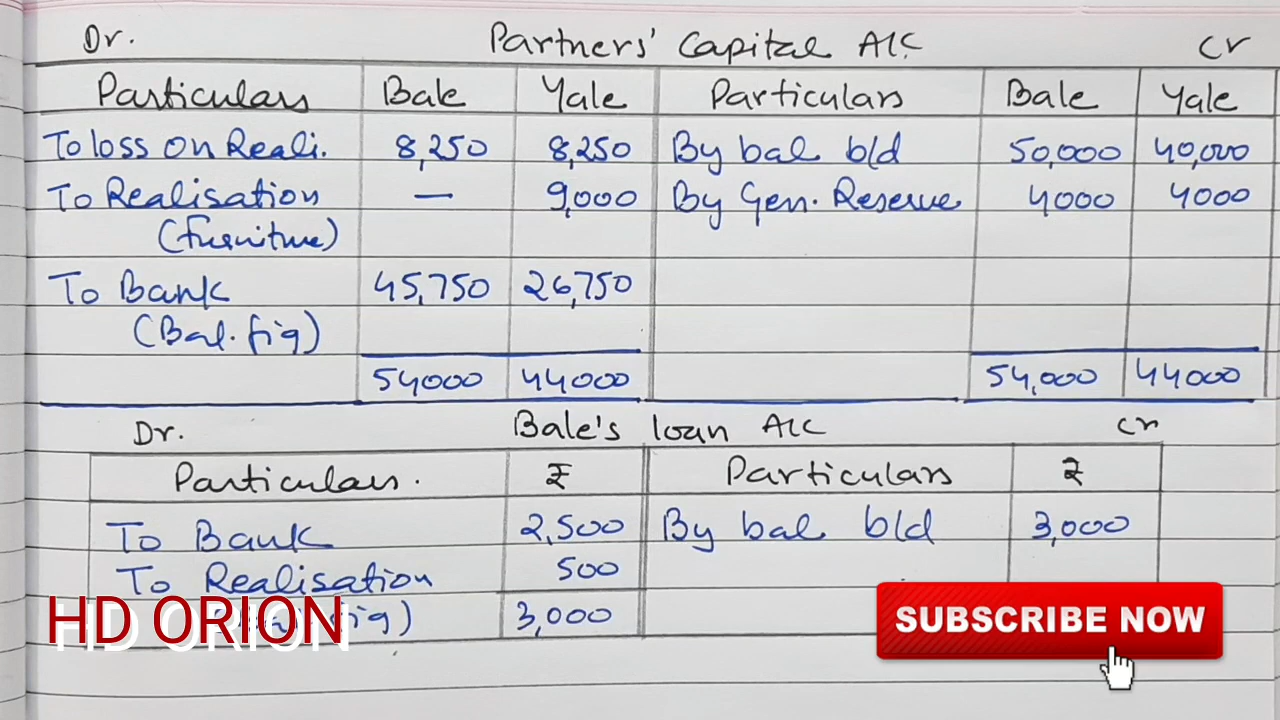 Dr. Partners' Capital A/C. Cr
Particulars Bale Yale Particulars Bale Yale
To loss on Reali. 8,250 8,250 By bal b/d 50,000 40,000
To Realisation — 9,000 By Gen. Reserve 4000 4000
(furniture)
To Bank 45,750 26,750
(Bal. fig)
54000 44000 54,000 44000
Dr. Bale's loan A/C Cr
Particulars. ₹ Particulars ₹
To Bank 2,500 By bal b/d 3,000
To Realisation 500
fig) 3,000
HD ORION
SUBSCRIBE NOW